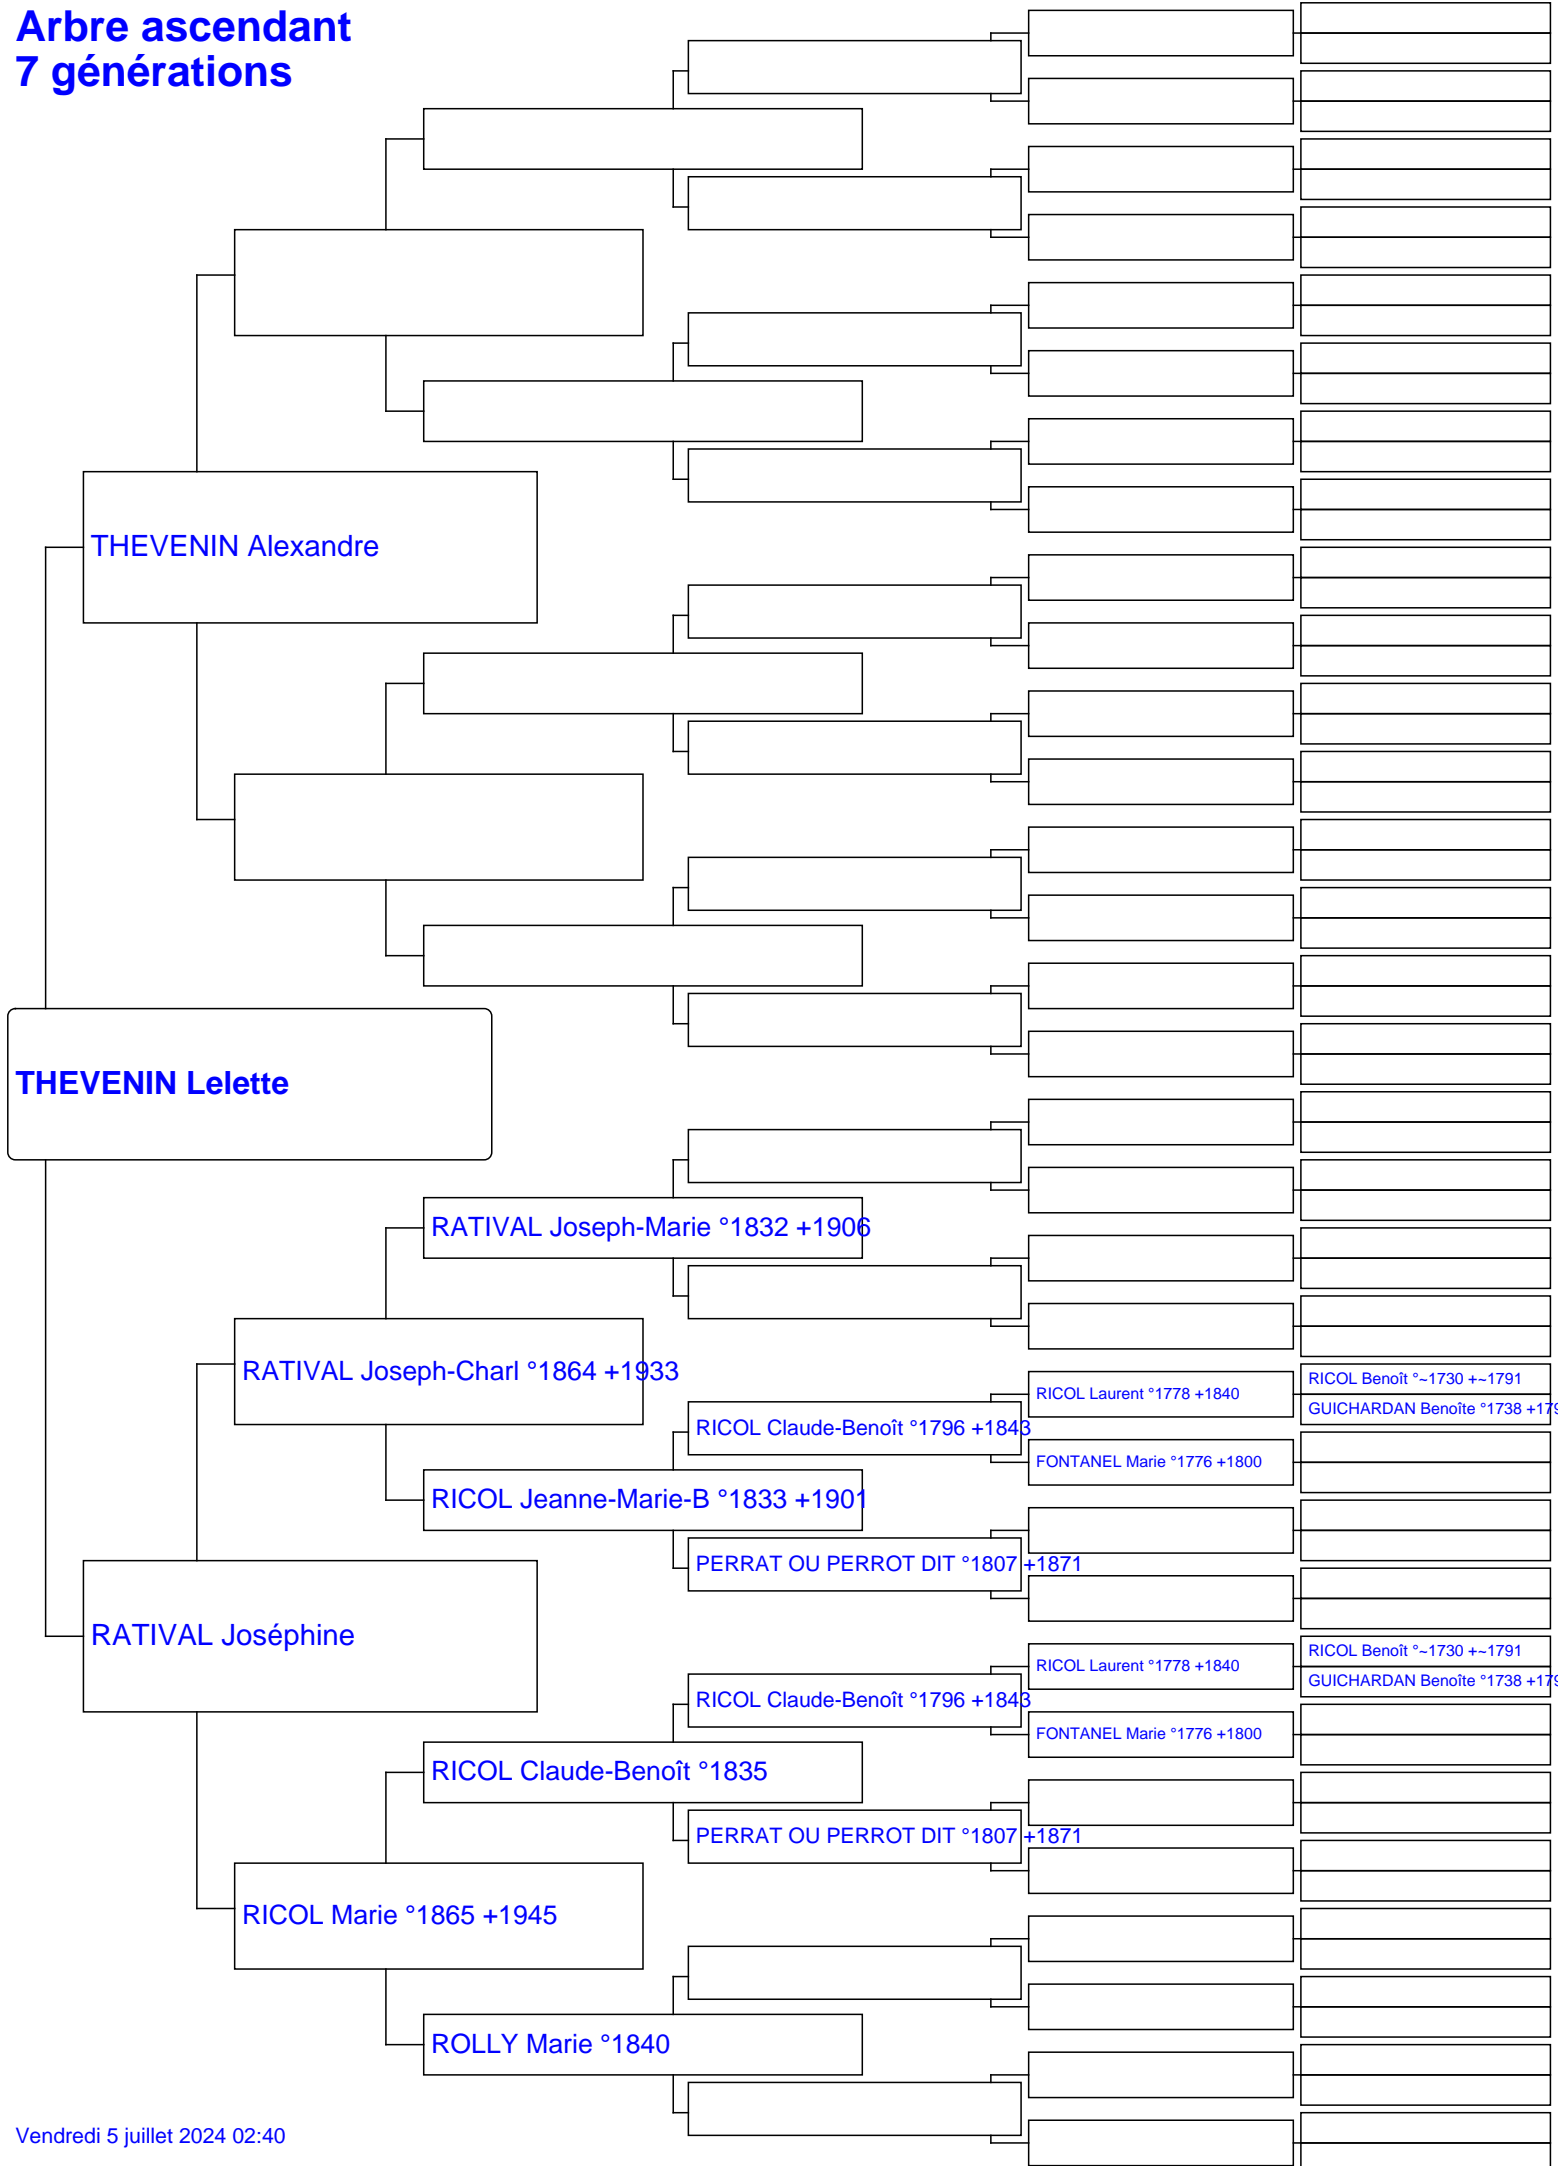 Arbre ascendant
7 générations
THEVENIN Alexandre
THEVENIN Lelette
RATIVAL Joseph-Marie °1832 +1906
RATIVAL Joseph-Charl °1864 +1933
RICOL Laurent °1778 +1840
RICOL Benoît °~1730 +~1791
GUICHARDAN Benoîte °1738 +179
RICOL Claude-Benoît °1796 +1843
FONTANEL Marie °1776 +1800
RICOL Jeanne-Marie-B °1833 +1901
PERRAT OU PERROT DIT °1807 +1871
RATIVAL Joséphine
RICOL Laurent °1778 +1840
RICOL Benoît °~1730 +~1791
GUICHARDAN Benoîte °1738 +179
RICOL Claude-Benoît °1796 +1843
FONTANEL Marie °1776 +1800
RICOL Claude-Benoît °1835
PERRAT OU PERROT DIT °1807 +1871
RICOL Marie °1865 +1945
ROLLY Marie °1840
Vendredi 5 juillet 2024 02:40